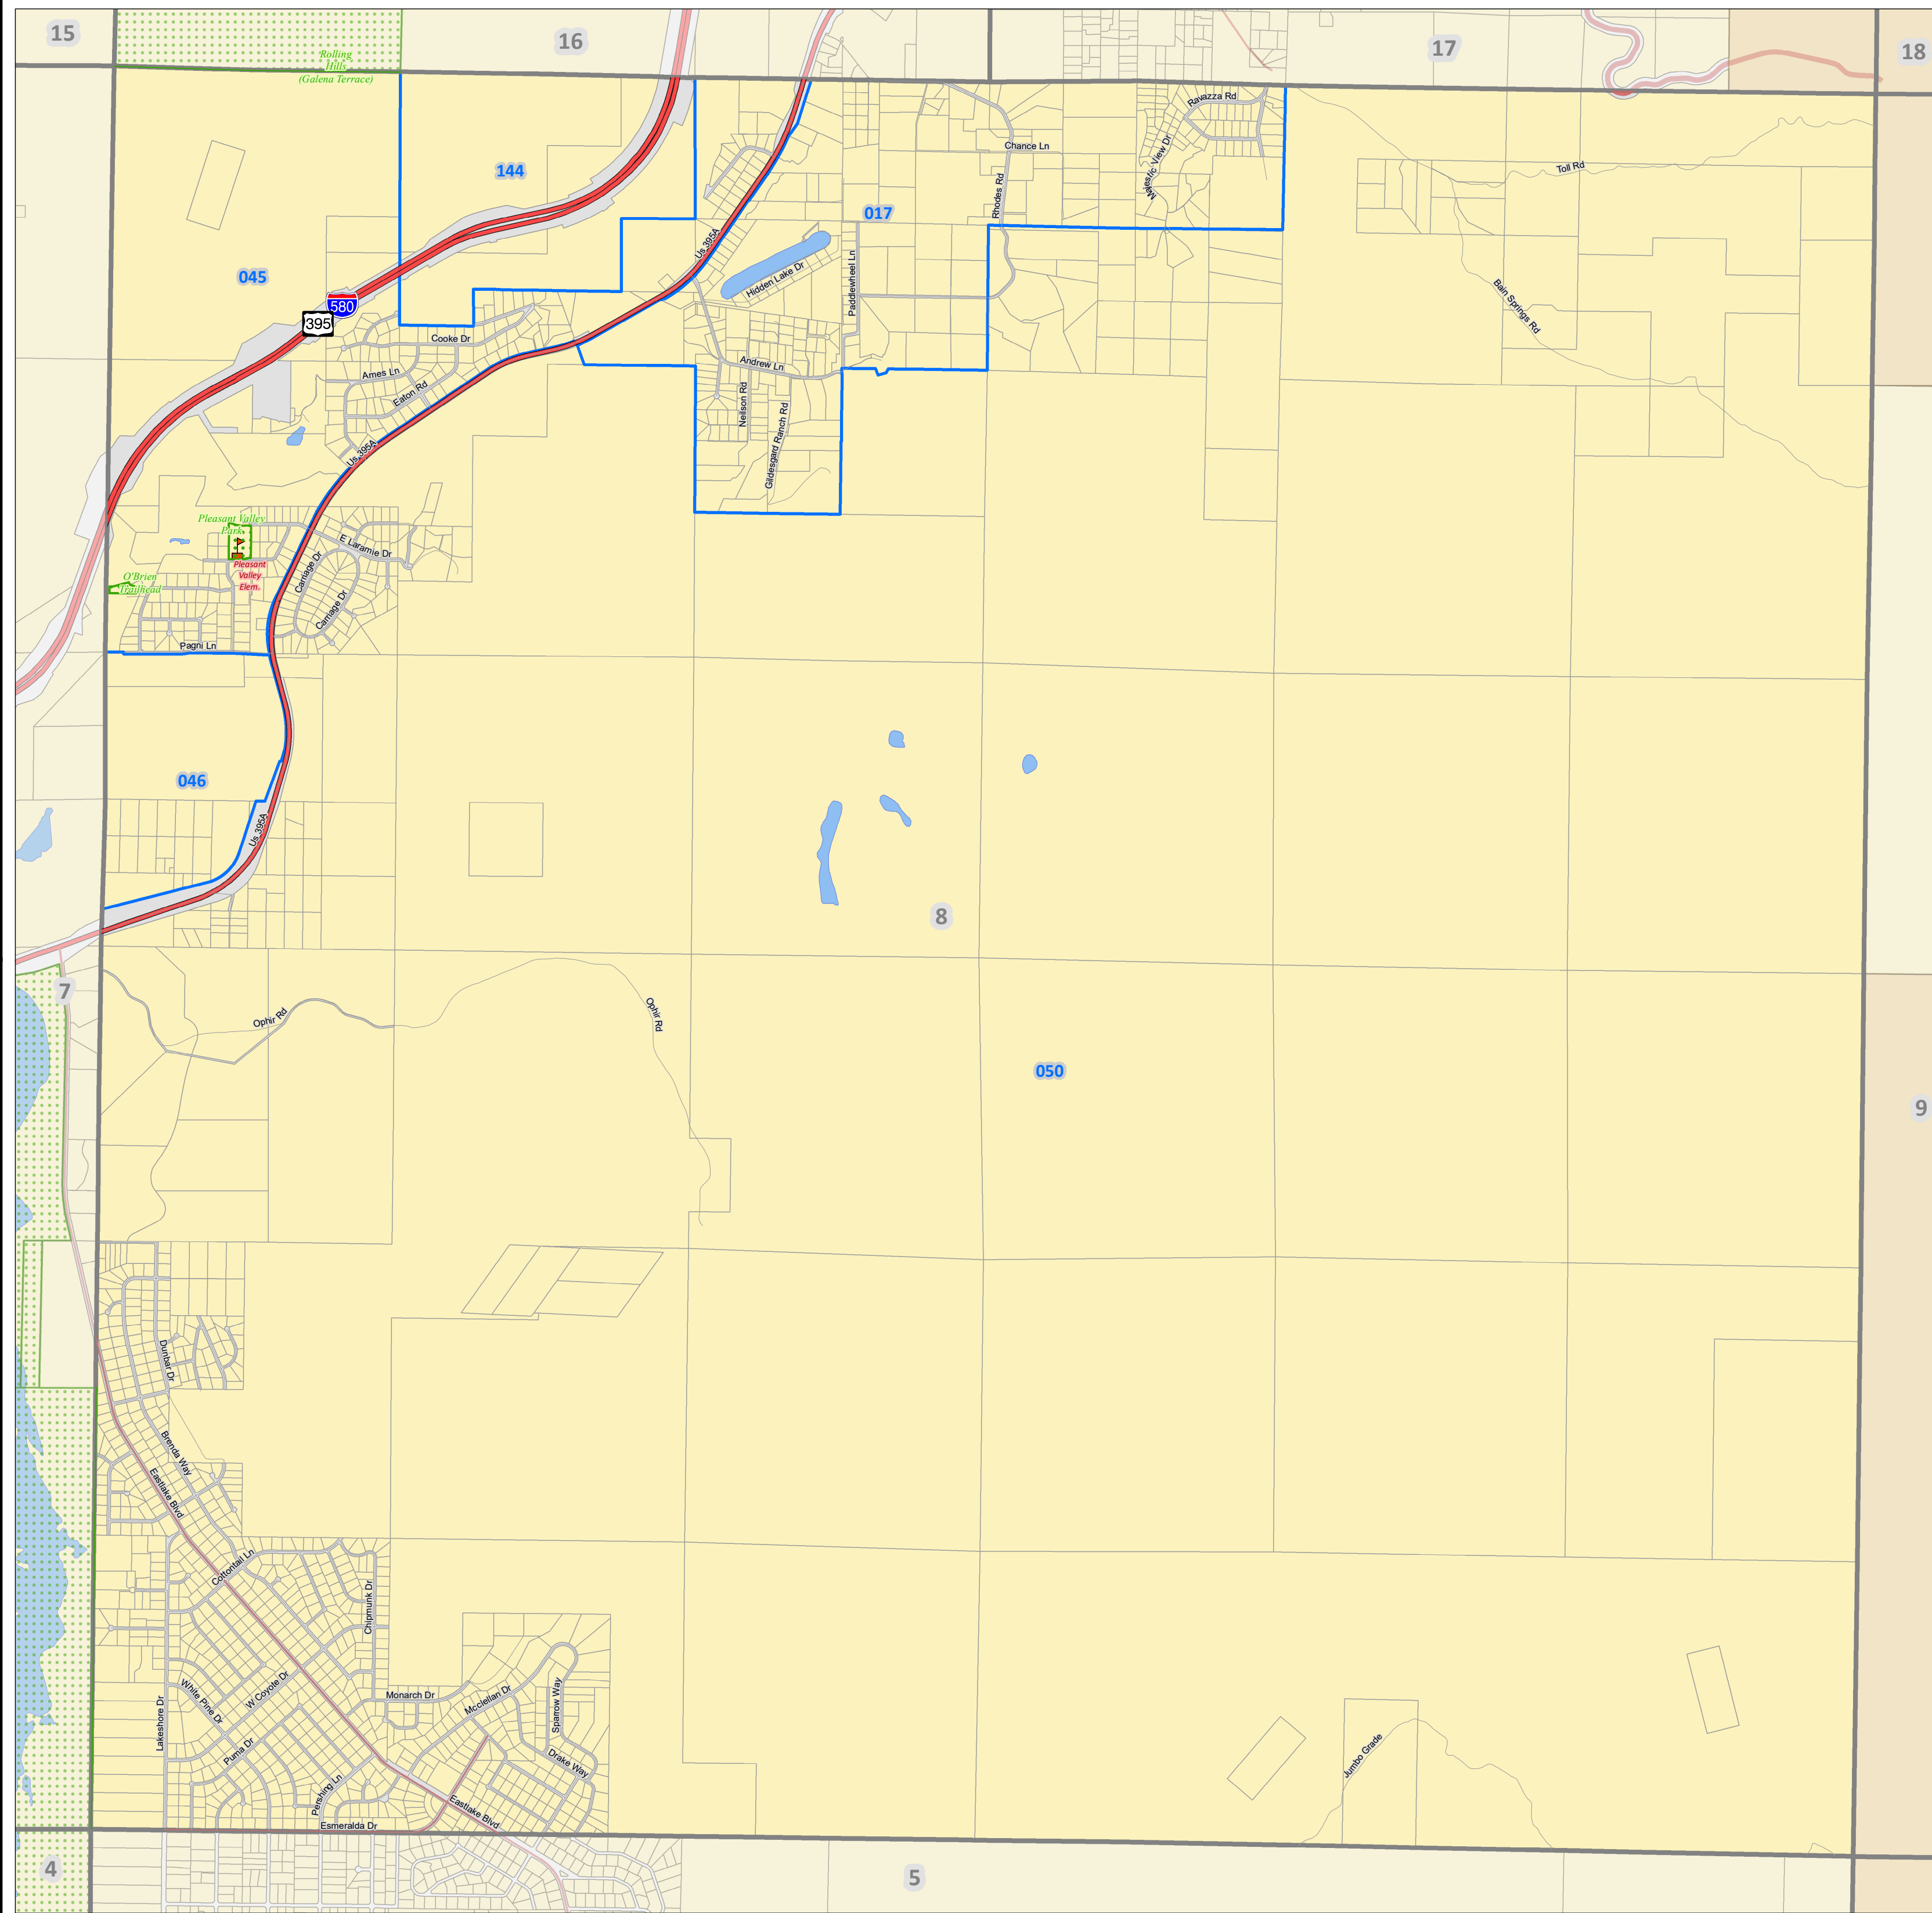 15
16
17
18
Rolling
Hills
(Galena Terrace)
Ravazza Rd
144
Chance Ln
Majestic View Dr
Toll Rd
Rhodes Rd
017
Us 395A
045
Hidden Lake Dr
Paddlewheel Ln
Bain Springs Rd
580
395
Cooke Dr
Andrew Ln
Ames Ln
Eaton Rd
Neilson Rd
Gildesgard Ranch Rd
Us 395A
Pleasant Valley
Park
E Laramie Dr
Pleasant
Valley
Elem.
O'Brien
Trailhead
Carriage Dr
Carriage Dr
Pagni Ln
046
Us 395A
8
7
Ophir Rd
Ophir Rd
050
9
Dunbar Dr
Brenda Way
Eastlake Blvd
Cottontail Ln
Chipmunk Dr
White Pine Dr
W Coyote Dr
Monarch Dr
Mcclellan Dr
Sparrow Way
Lakeshore Dr
Puma Dr
Drake Way
Jumbo Grade
Pershing Ln
Eastlake Blvd
Esmeralda Dr
4
5